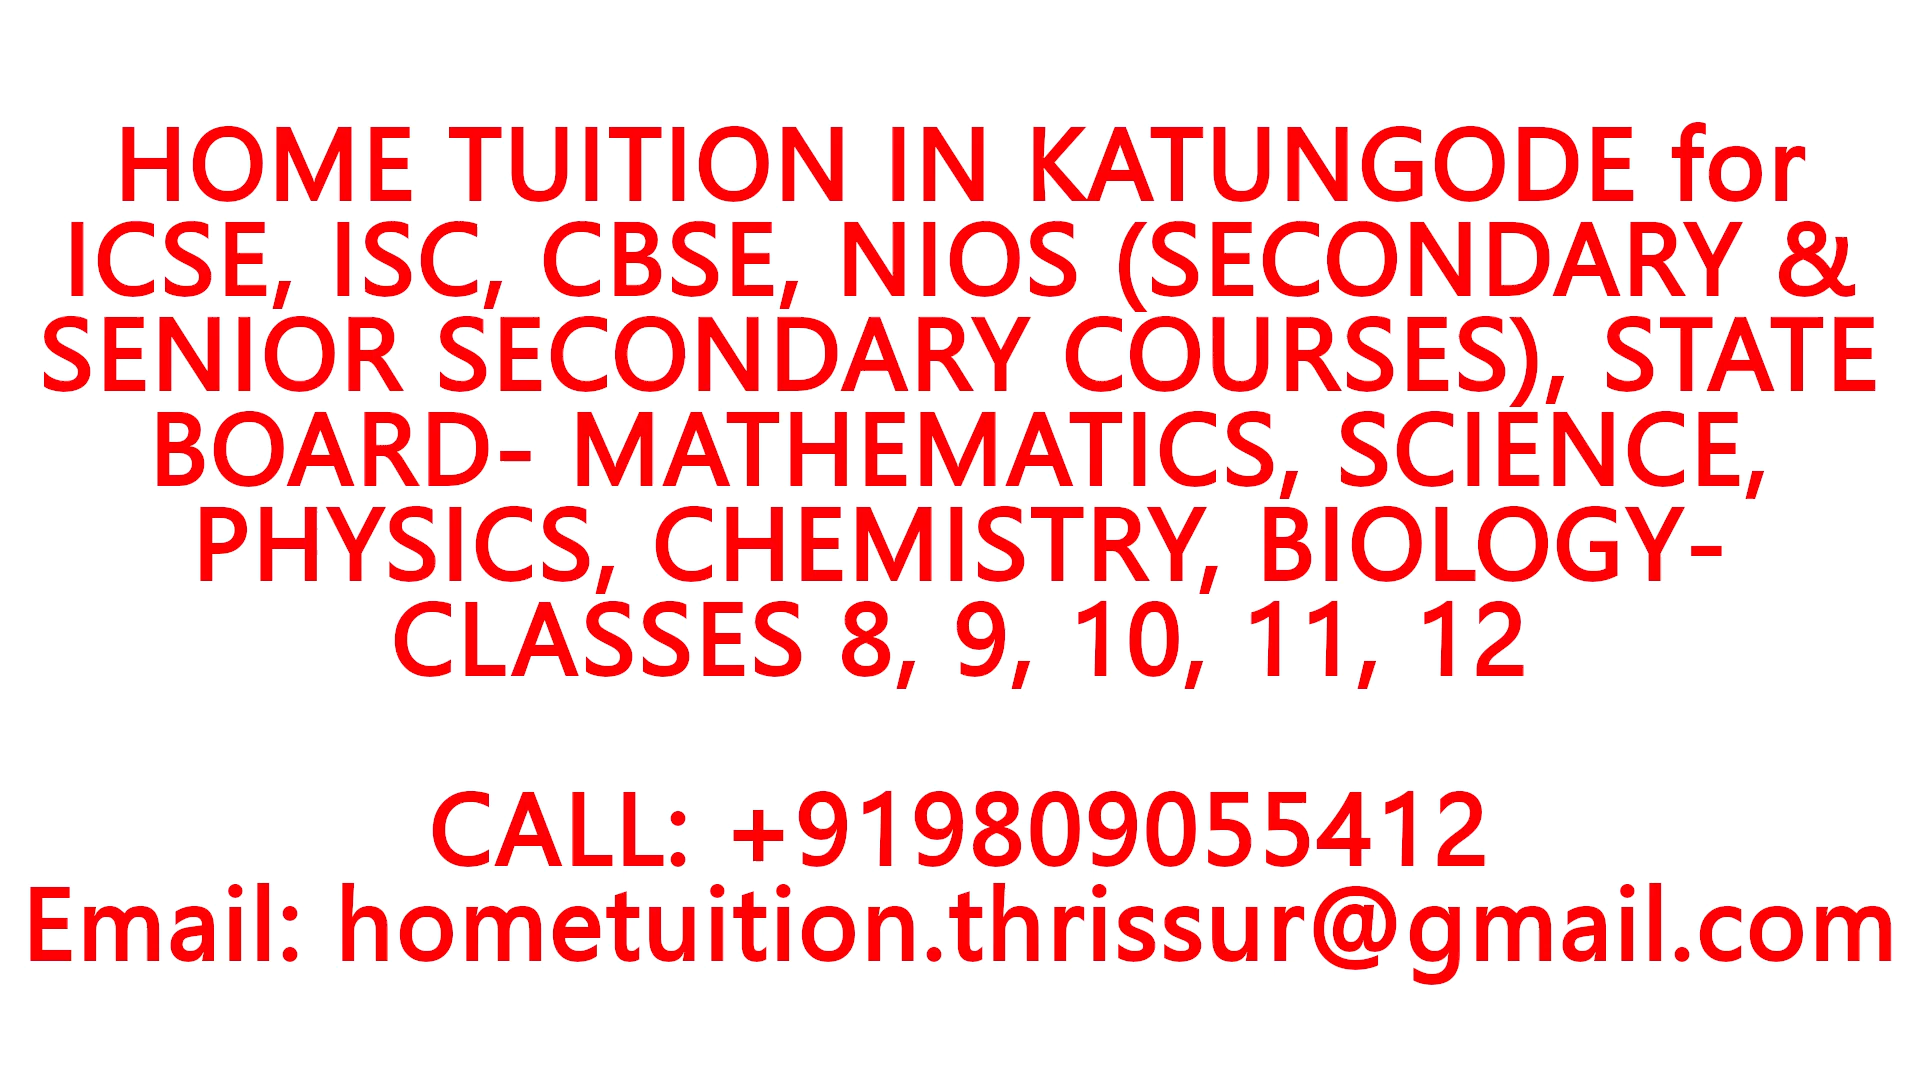 HOME TUITION IN KATUNGODE for
ICSE, ISC, CBSE, NIOS (SECONDARY &
SENIOR SECONDARY COURSES), STATE
BOARD- MATHEMATICS, SCIENCE,
PHYSICS, CHEMISTRY, BIOLOGY-
CLASSES 8, 9, 10, 11, 12
CALL: +919809055412
Email: hometuition.thrissur@gmail.com